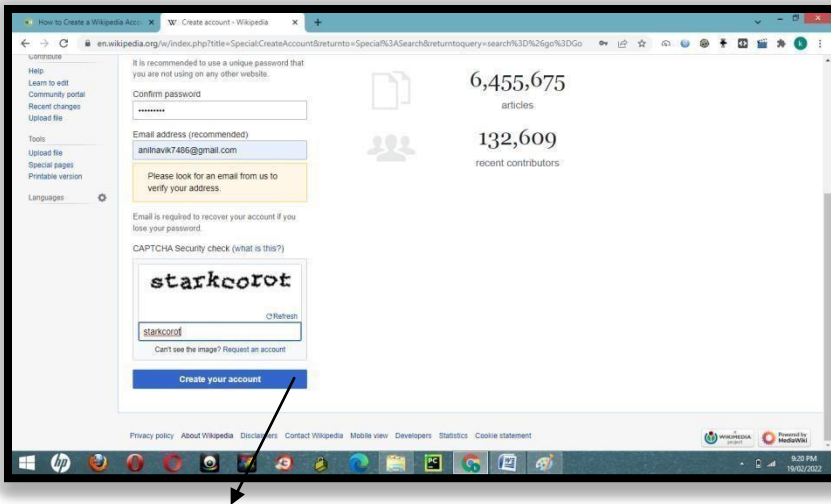 How to Create a Wikipedia Acco
W Create account - Wikipedia
en.wikipedia.org/w/index.php?title=Special:CreateAccount&returnto=Special%3ASearch&returntoquery=search%3D%26go%3DGo
Contribute
Help
Learn to edit
Community portal
Recent changes
Upload file
Tools
Upload file
Special pages
Printable version
Languages
It is recommended to use a unique password that
you are not using on any other website.
Confirm password
•••••••••
Email address (recommended)
anilnavik7486@gmail.com
Please look for an email from us to
verify your address.
Email is required to recover your account if you
lose your password.
CAPTCHA Security check (what is this?)
starkcorot
Refresh
starkcorot
Can't see the image? Request an account
Create your account
6,455,675
articles
132,609
recent contributors
Privacy policy About Wikipedia Disclaimers Contact Wikipedia Mobile view Developers Statistics Cookie statement
A
WIKIMEDIA
project
Powered by
MediaWiki
9:20 PM
19/02/2022